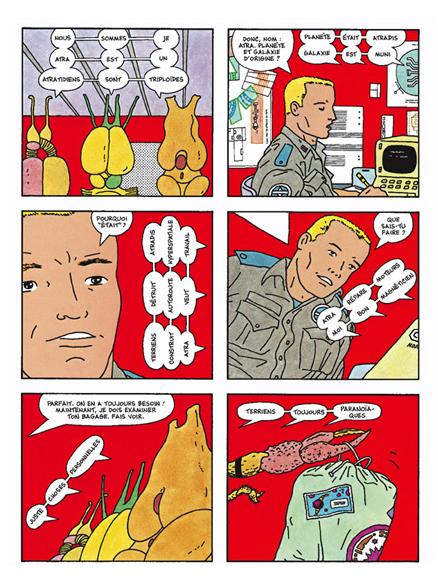 NOUS SOMMES JE
ATRA EST UN
ATRATIDIENS SONT TRIPLOÏDES
DONC, NOM :
ATRA. PLANÈTE
ET GALAXIE
D'ORIGINE ?
PLANÈTE ÉTAIT ATRADIS
GALAXIE EST MUNI
POURQUOI
"ÉTAIT" ?
TERRIENS DÉTRUIT ATRADIS
CONSTRUIT AUTOROUTE HYPERSPATIALE
ATRA VEUT TRAVAIL
QUE
SAIS-TU
FAIRE ?
ATRA RÉPARE MOTEURS
MOI BON MAGNÉTICIEN
PARFAIT. ON EN A TOUJOURS BESOIN !
MAINTENANT, JE DOIS EXAMINER
TON BAGAGE. FAIS VOIR.
JUSTE CHOSES PERSONNELLES
TERRIENS TOUJOURS PARANOÏA-
QUES